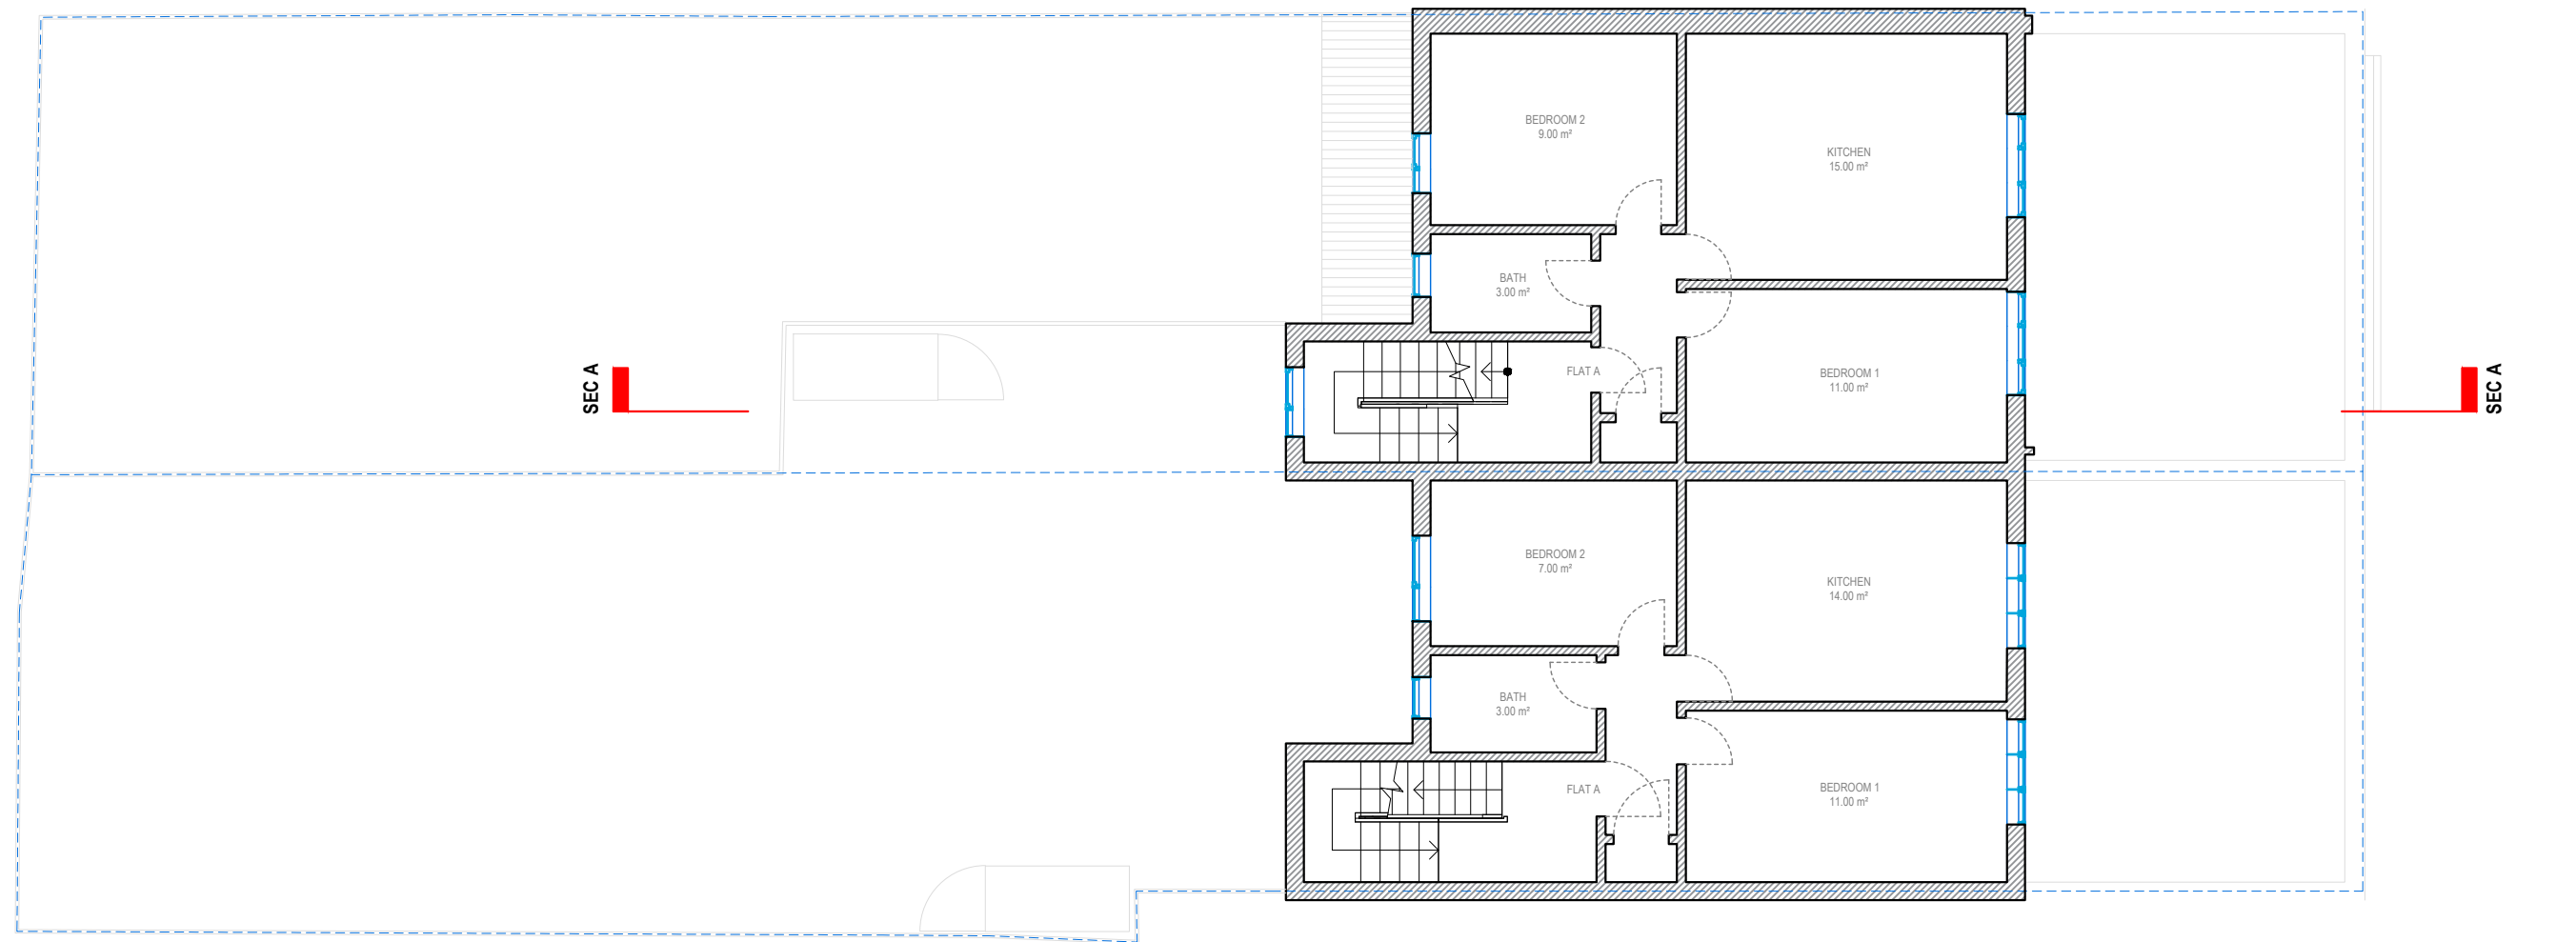 BEDROOM 2
9.00 m²
KITCHEN
15.00 m²
BATH
3.00 m²
FLAT A
BEDROOM 1
11.00 m²
SEC A
SEC A
BEDROOM 2
7.00 m²
KITCHEN
14.00 m²
BATH
3.00 m²
FLAT A
BEDROOM 1
11.00 m²